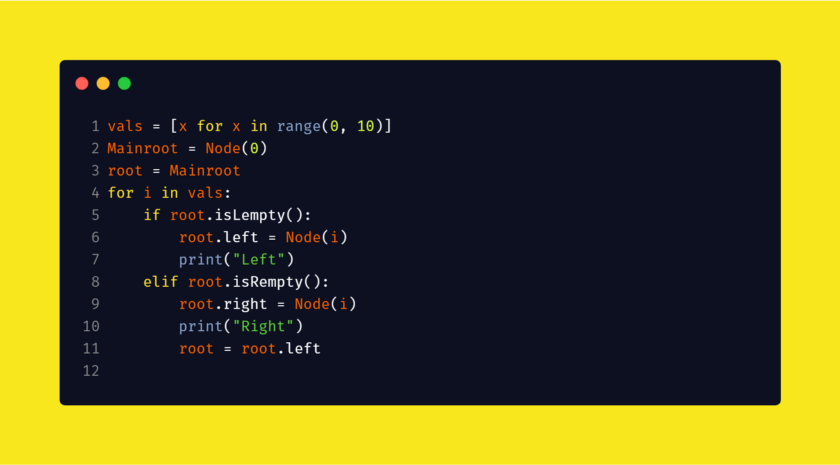 1 vals = [x for x in range(0, 10)]
2 Mainroot = Node(0)
3 root = Mainroot
4 for i in vals:
5     if root.isLempty():
6         root.left = Node(i)
7         print("Left")
8     elif root.isRempty():
9         root.right = Node(i)
10         print("Right")
11         root = root.left
12